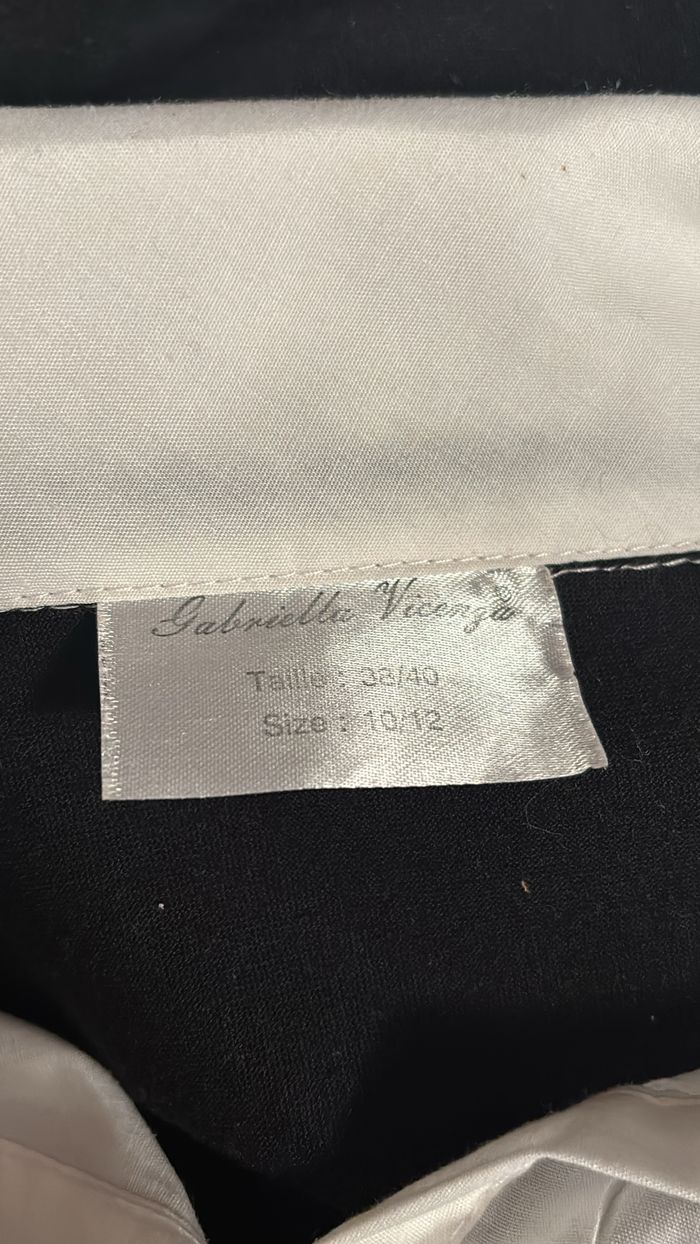 Gabriella Vicenza
Taille : 38/40
Size : 10/12